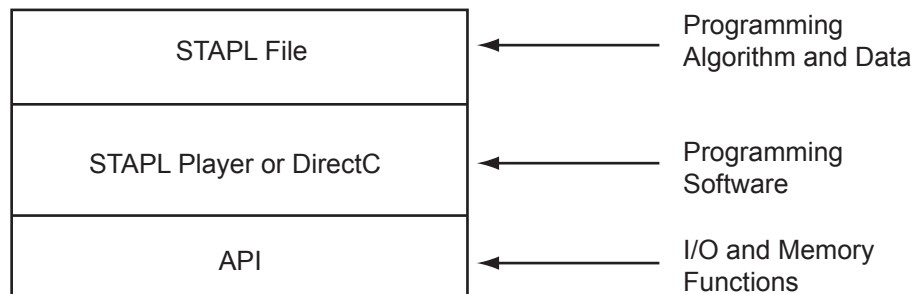 STAPL File
Programming
Algorithm and Data
STAPL Player or DirectC
Programming
Software
API
I/O and Memory
Functions